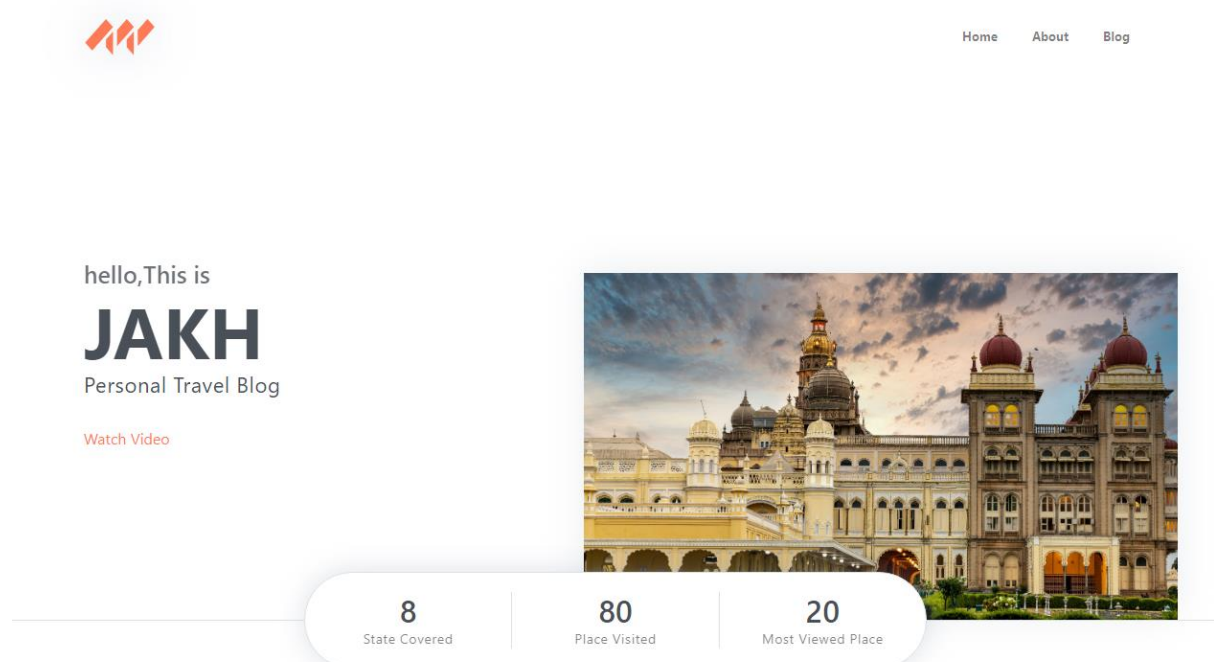 Home About Blog
hello,This is
JAKH
Personal Travel Blog
Watch Video
8 80 20
State Covered Place Visited Most Viewed Place